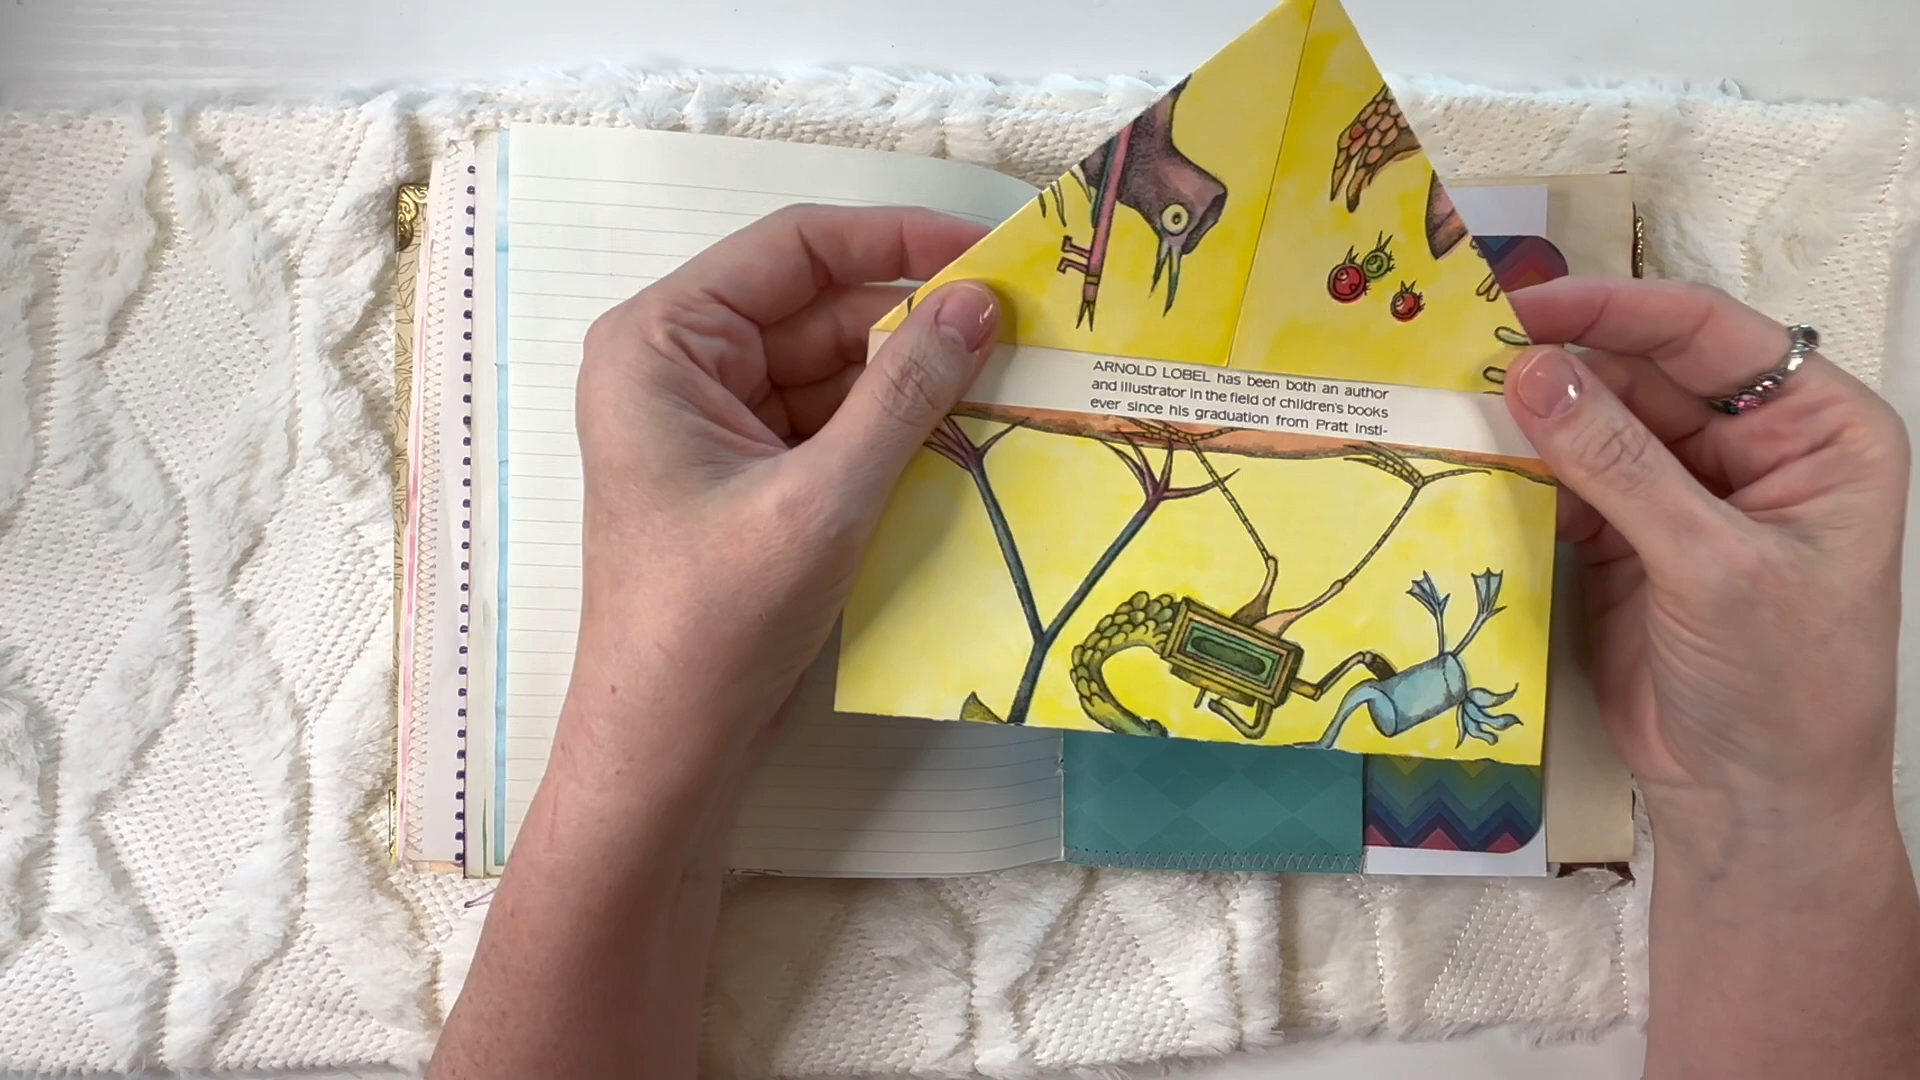 ARNOLD LOBEL has been both an author
and illustrator in the field of children's books
ever since his graduation from Pratt Insti-